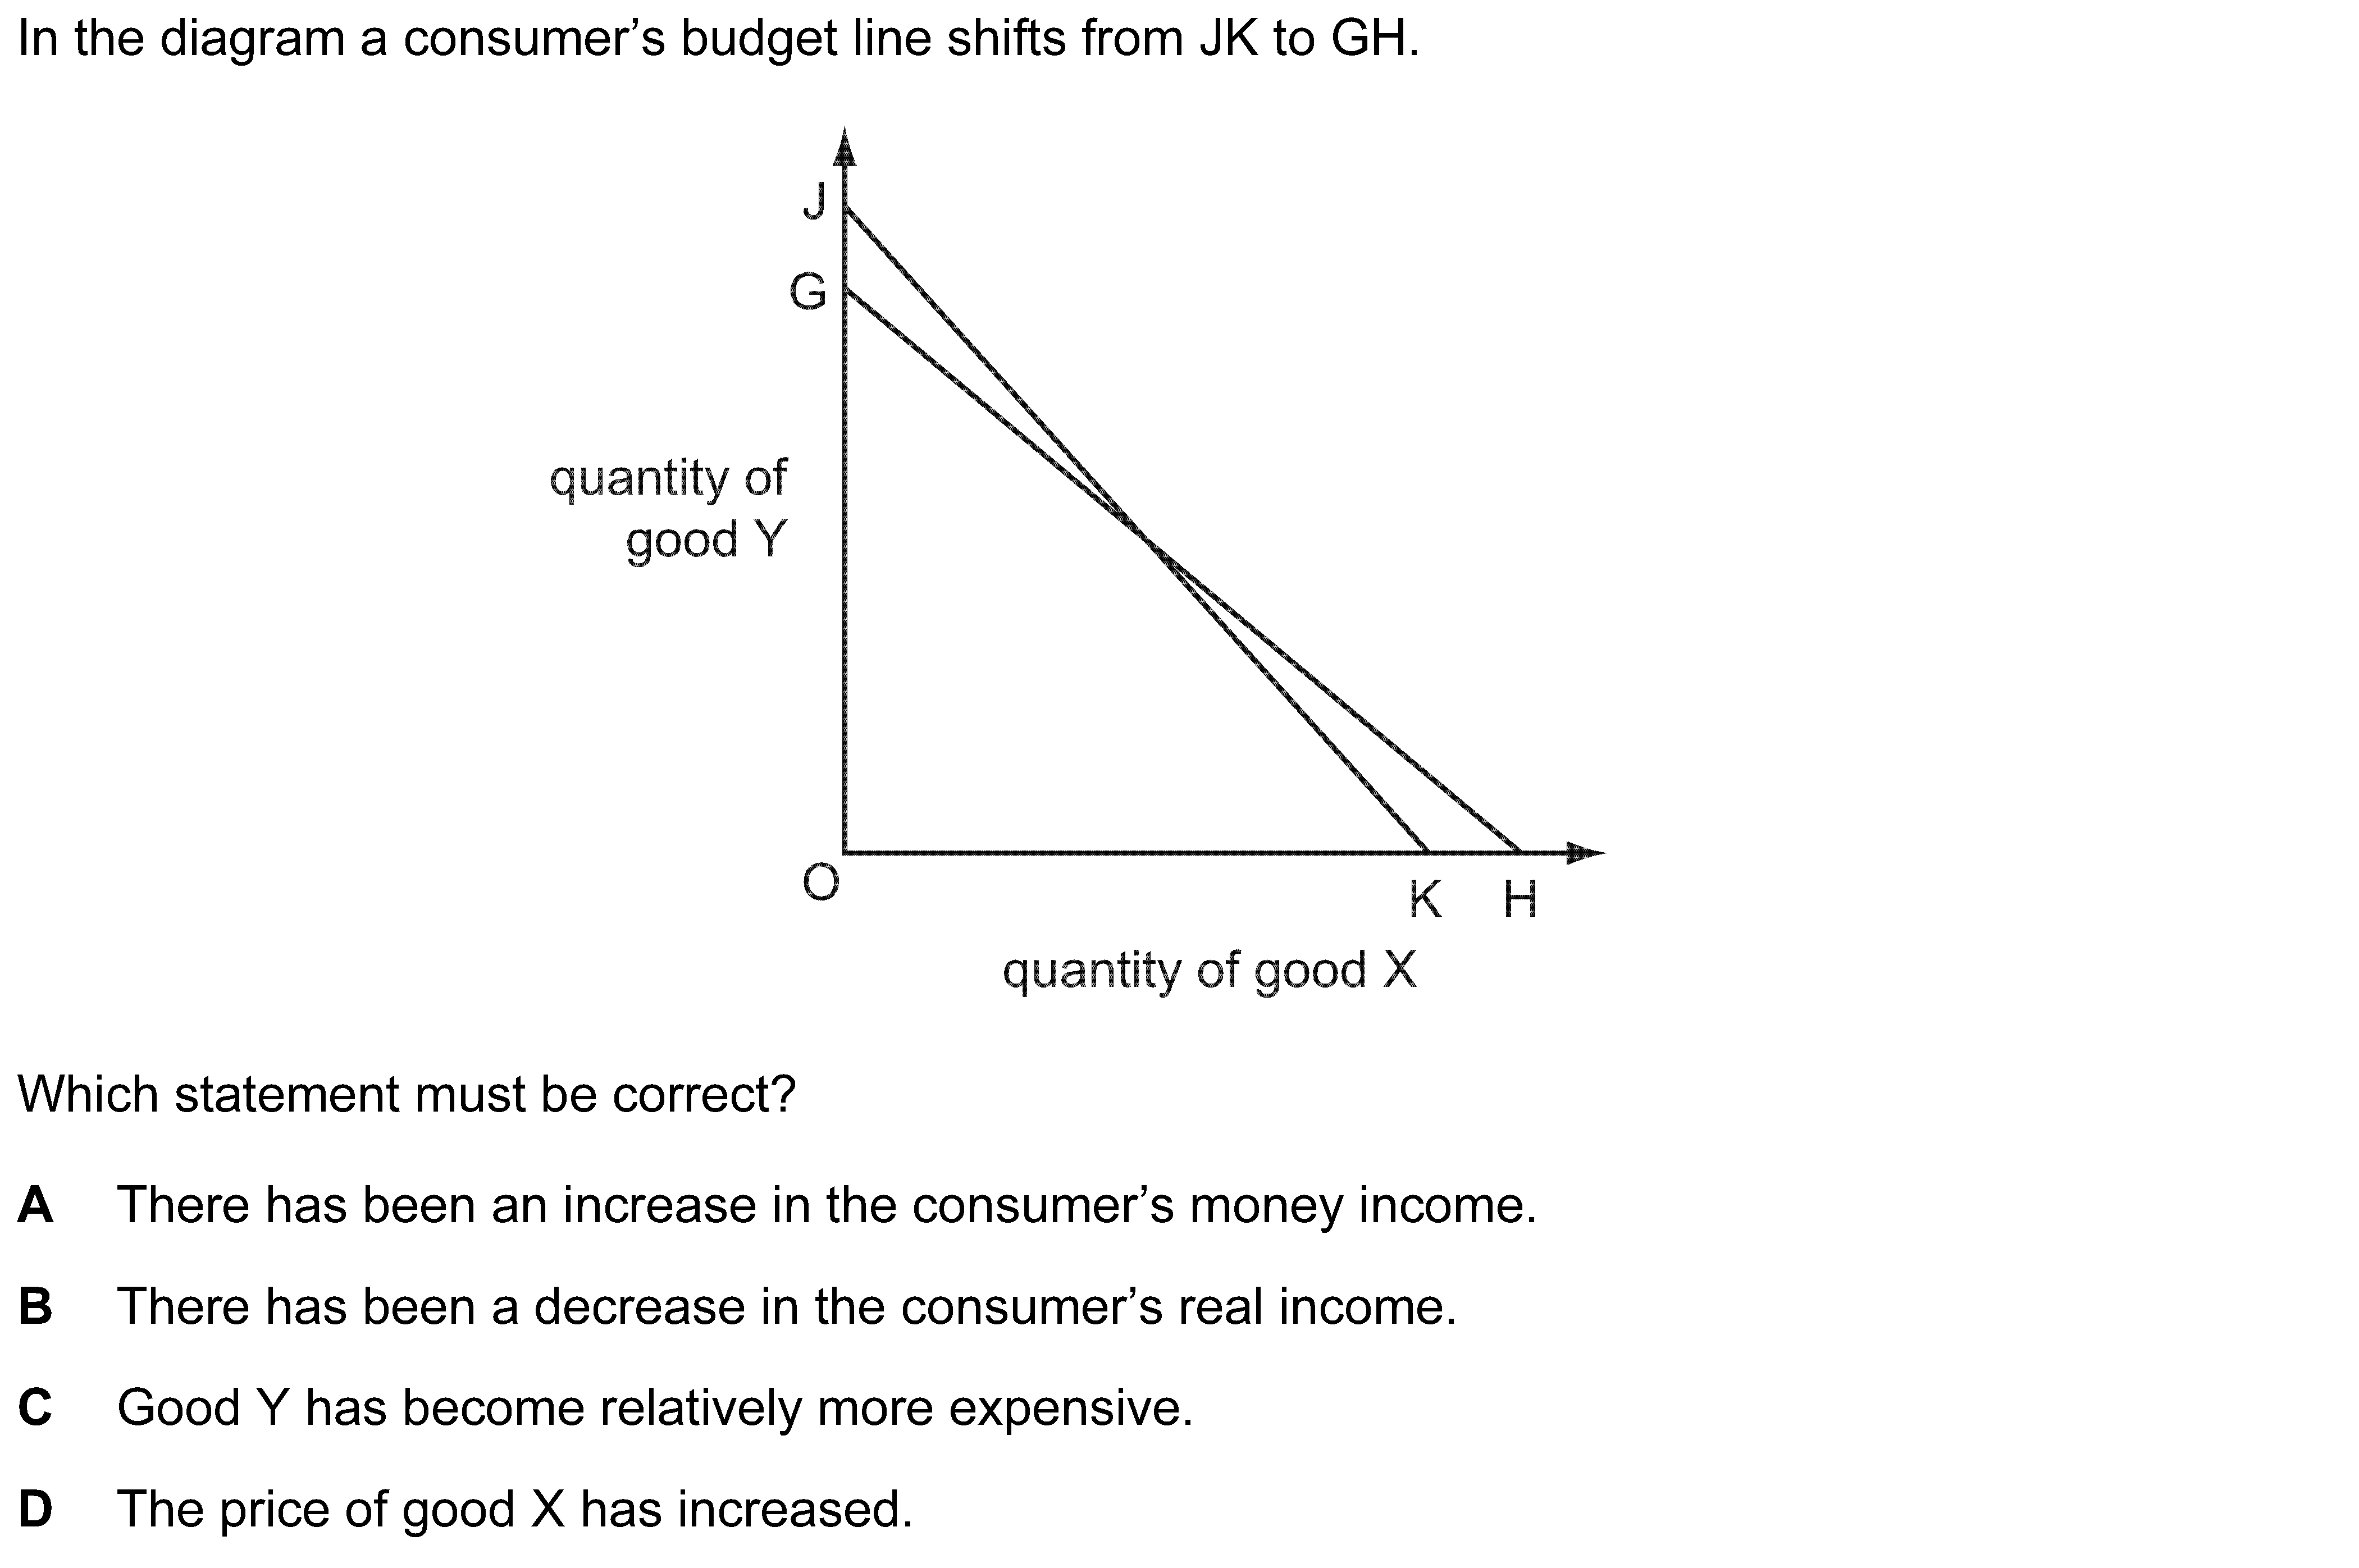 In the diagram a consumer’s budget line shifts from JK to GH.
J
G
quantity of
good Y
O
K H
quantity of good X
Which statement must be correct?
A There has been an increase in the consumer’s money income.
B There has been a decrease in the consumer’s real income.
C Good Y has become relatively more expensive.
D The price of good X has increased.